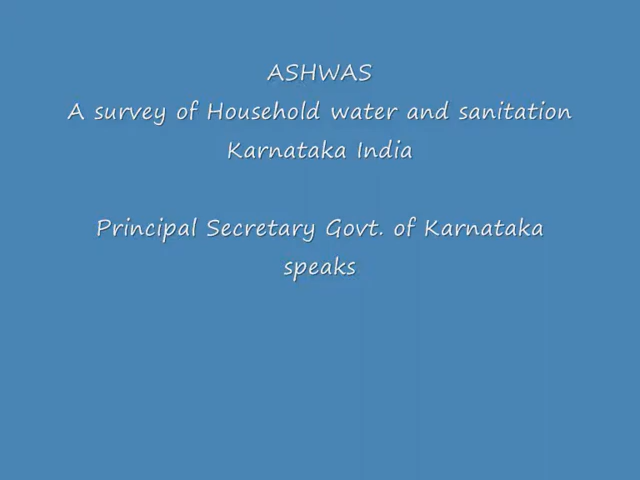 ASHWAS
A survey of Household water and sanitation
Karnataka India
Principal Secretary Govt. of Karnataka
speaks